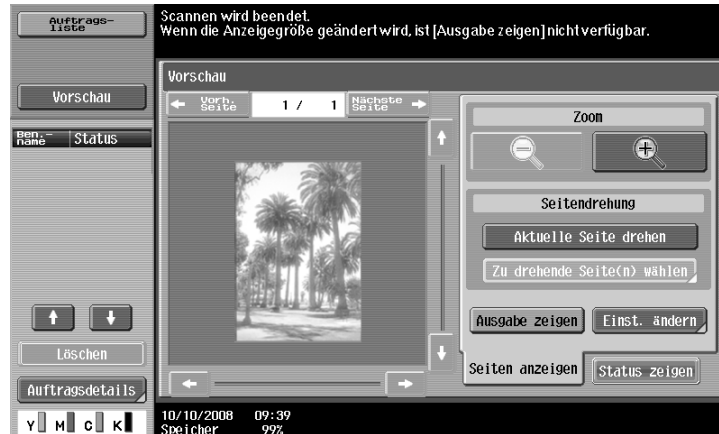 Auftrags-
liste
Scannen wird beendet.
Wenn die Anzeigegröße geändert wird, ist [Ausgabe zeigen] nicht verfügbar.
Vorschau
Vorschau
Vorh.
Seite
1 / 1
Nächste
Seite
Ben.-
name
Status
Zoom
Seitendrehung
Aktuelle Seite drehen
Zu drehende Seite(n) wählen
Ausgabe zeigen
Einst. ändern
Löschen
Seiten anzeigen
Status zeigen
Auftragsdetails
Y M C K
10/10/2008 09:39
Speicher 99%